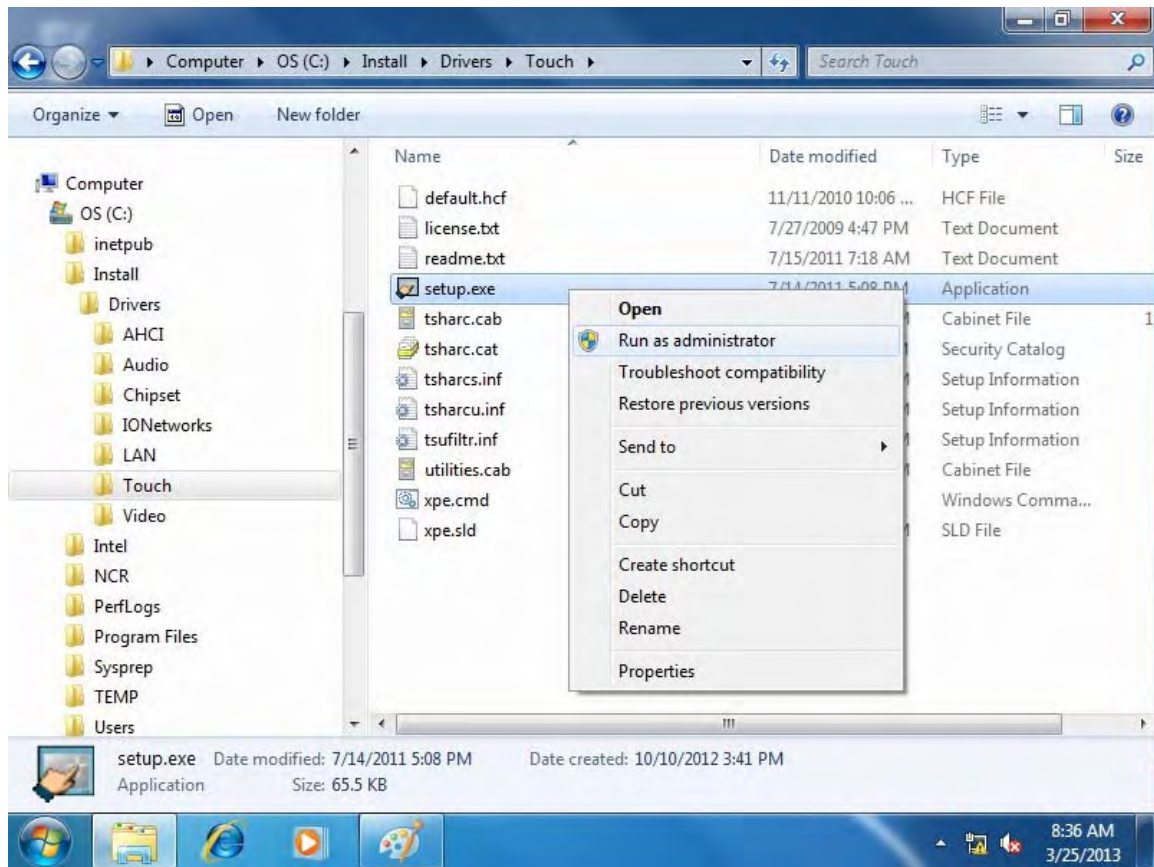 Computer ▸ OS (C:) ▸ Install ▸ Drivers ▸ Touch ▸
Search Touch
Organize Open New folder
Name Date modified Type Size
Computer
OS (C:)
inetpub
Install
Drivers
AHCI
Audio
Chipset
IONetworks
LAN
Touch
Video
Intel
NCR
PerfLogs
Program Files
Sysprep
TEMP
Users
default.hcf 11/11/2010 10:06 ... HCF File
license.txt 7/27/2009 4:47 PM Text Document
readme.txt 7/15/2011 7:18 AM Text Document
setup.exe 7/14/2011 5:08 PM Application
tsharc.cab Cabinet File 1
tsharc.cat Security Catalog
tsharcs.inf Setup Information
tsharcu.inf Setup Information
tsufiltr.inf Setup Information
utilities.cab Cabinet File
xpe.cmd Windows Comma...
xpe.sld SLD File
Open
Run as administrator
Troubleshoot compatibility
Restore previous versions
Send to
Cut
Copy
Create shortcut
Delete
Rename
Properties
setup.exe Date modified: 7/14/2011 5:08 PM Date created: 10/10/2012 3:41 PM
Application Size: 65.5 KB
8:36 AM
3/25/2013